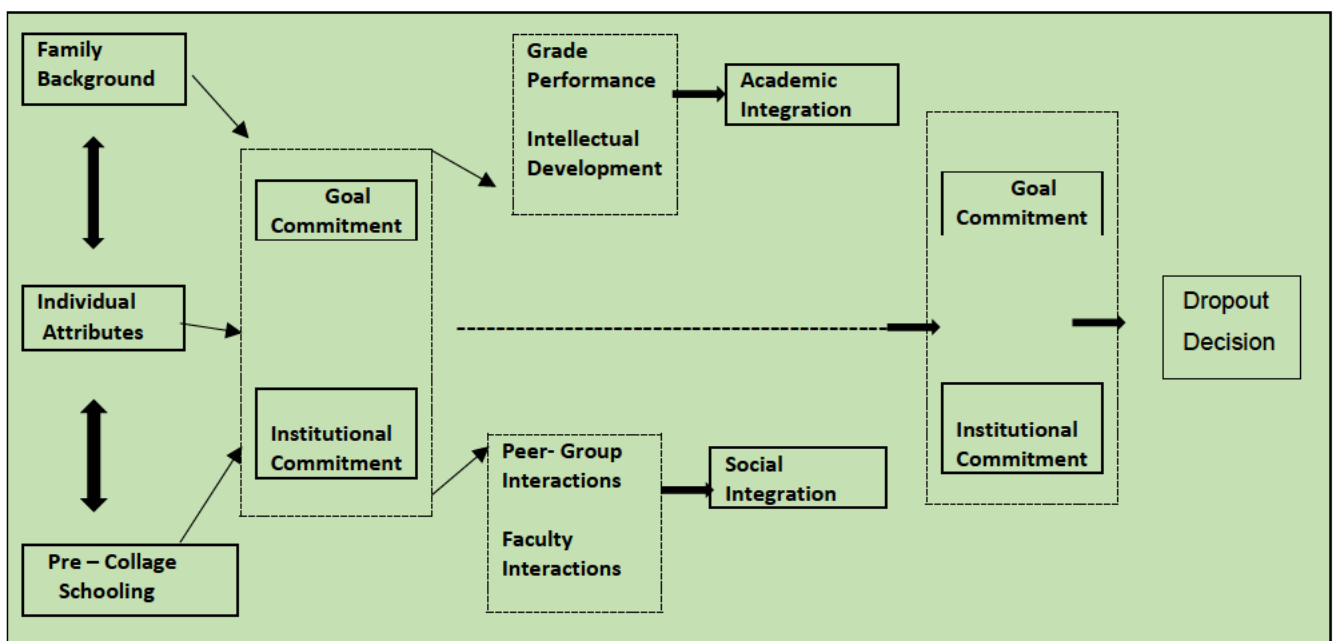 Family
Background
Individual
Attributes
Pre – Collage
Schooling
Goal
Commitment
Institutional
Commitment
Grade
Performance
Intellectual
Development
Academic
Integration
Peer- Group
Interactions
Faculty
Interactions
Social
Integration
Goal
Commitment
Institutional
Commitment
Dropout
Decision